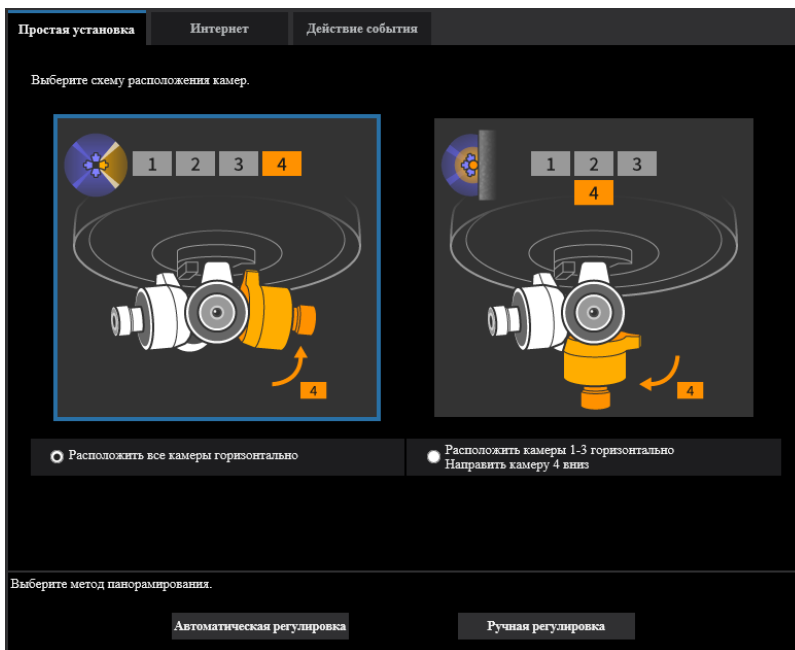 Простая установка
Интернет
Действие события
Выберите схему расположения камер.
1 2 3 4
4
1 2 3
4
4
Расположить все камеры горизонтально
Расположить камеры 1-3 горизонтально
Направить камеру 4 вниз
Выберите метод панорамирования.
Автоматическая регулировка
Ручная регулировка